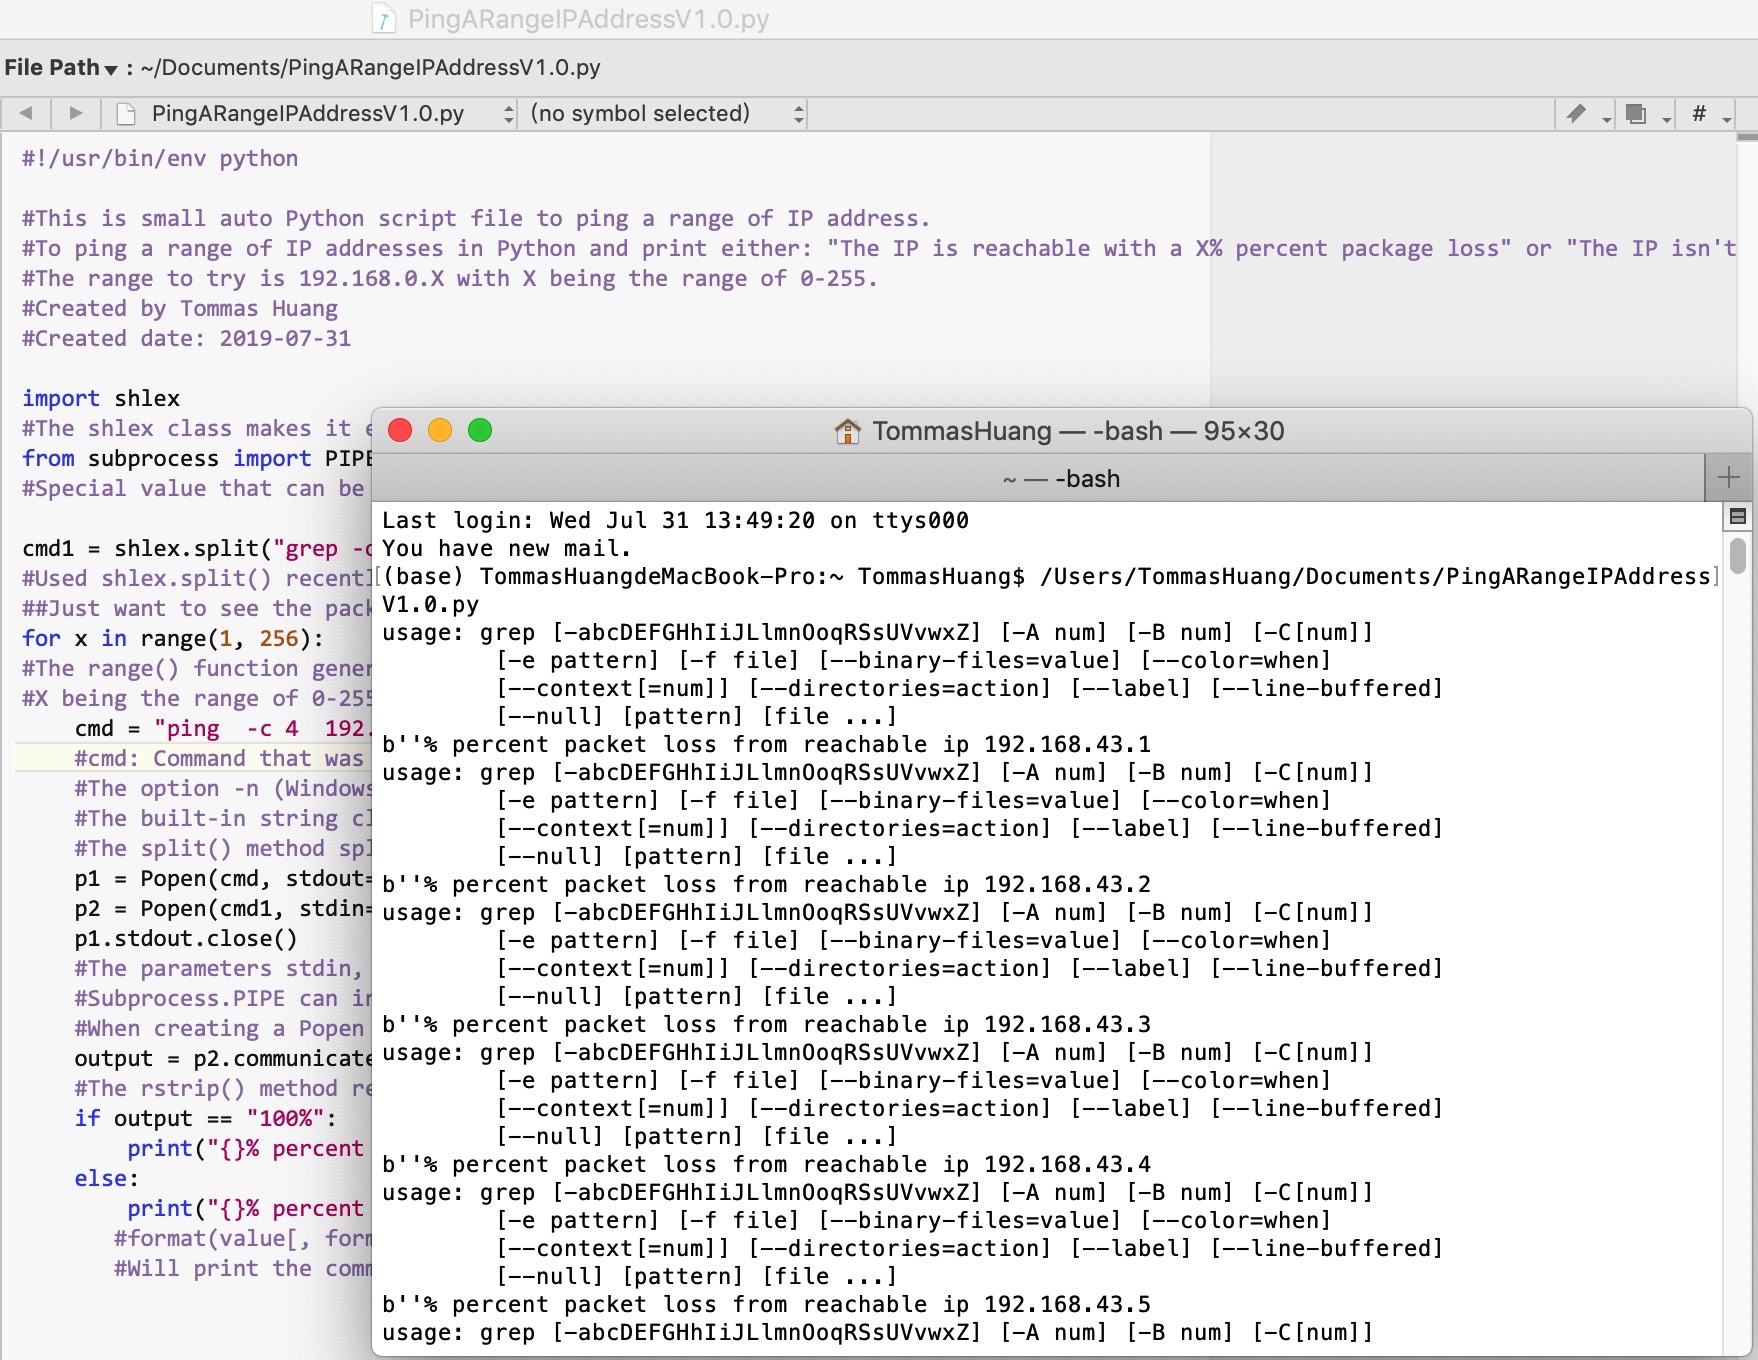 PingARangeIPAddressV1.0.py
File Path ▾ : ~/Documents/PingARangeIPAddressV1.0.py
PingARangeIPAddressV1.0.py (no symbol selected) #
#!/usr/bin/env python
#This is small auto Python script file to ping a range of IP address.
#To ping a range of IP addresses in Python and print either: "The IP is reachable with a X% percent package loss" or "The IP isn't
#The range to try is 192.168.0.X with X being the range of 0-255.
#Created by Tommas Huang
#Created date: 2019-07-31
import shlex
#The shlex class makes it
from subprocess import PIPE
#Special value that can be
cmd1 = shlex.split("grep
#Used shlex.split()
##Just want to see the
for x in range(1, 256):
#The range() function
#X being the range of 0-255
cmd = "ping  -c 4  192.
#cmd: Command that was
#The option -n (Windows
#The built-in string
#The split() method
p1 = Popen(cmd, stdout=
p2 = Popen(cmd1, stdin=
p1.stdout.close()
#The parameters stdin,
#Subprocess.PIPE can
#When creating a Popen
output = p2.communicate
#The rstrip() method
if output == "100%":
print("{}% percent
else:
print("{}% percent
#format(value[,
#Will print the
TommasHuang — -bash — 95×30
~ — -bash
Last login: Wed Jul 31 13:49:20 on ttys000
You have new mail.
[(base) TommasHuangdeMacBook-Pro:~ TommasHuang$ /Users/TommasHuang/Documents/PingARangeIPAddress]
V1.0.py
usage: grep [-abcDEFGHhIiJLlmnOoqRSsUVvwxZ] [-A num] [-B num] [-C[num]]
[-e pattern] [-f file] [--binary-files=value] [--color=when]
[--context[=num]] [--directories=action] [--label] [--line-buffered]
[--null] [pattern] [file ...]
b''% percent packet loss from reachable ip 192.168.43.1
usage: grep [-abcDEFGHhIiJLlmnOoqRSsUVvwxZ] [-A num] [-B num] [-C[num]]
[-e pattern] [-f file] [--binary-files=value] [--color=when]
[--context[=num]] [--directories=action] [--label] [--line-buffered]
[--null] [pattern] [file ...]
b''% percent packet loss from reachable ip 192.168.43.2
usage: grep [-abcDEFGHhIiJLlmnOoqRSsUVvwxZ] [-A num] [-B num] [-C[num]]
[-e pattern] [-f file] [--binary-files=value] [--color=when]
[--context[=num]] [--directories=action] [--label] [--line-buffered]
[--null] [pattern] [file ...]
b''% percent packet loss from reachable ip 192.168.43.3
usage: grep [-abcDEFGHhIiJLlmnOoqRSsUVvwxZ] [-A num] [-B num] [-C[num]]
[-e pattern] [-f file] [--binary-files=value] [--color=when]
[--context[=num]] [--directories=action] [--label] [--line-buffered]
[--null] [pattern] [file ...]
b''% percent packet loss from reachable ip 192.168.43.4
usage: grep [-abcDEFGHhIiJLlmnOoqRSsUVvwxZ] [-A num] [-B num] [-C[num]]
[-e pattern] [-f file] [--binary-files=value] [--color=when]
[--context[=num]] [--directories=action] [--label] [--line-buffered]
[--null] [pattern] [file ...]
b''% percent packet loss from reachable ip 192.168.43.5
usage: grep [-abcDEFGHhIiJLlmnOoqRSsUVvwxZ] [-A num] [-B num] [-C[num]]